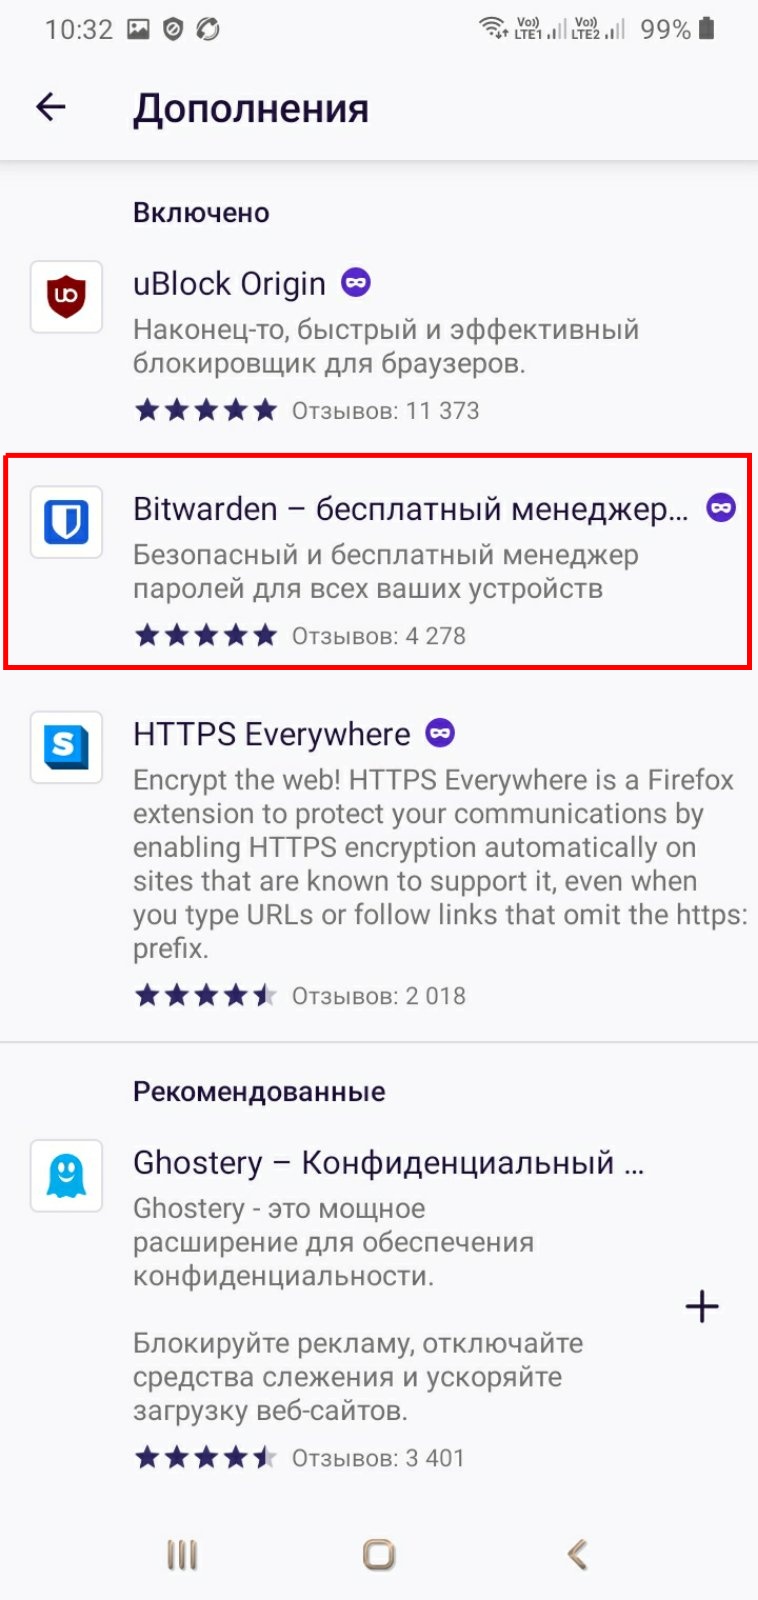 10:32 Vo) LTE1 Vo) LTE2 99%
Дополнения
Включено
uBlock Origin
Наконец-то, быстрый и эффективный
блокировщик для браузеров.
Отзывов: 11 373
Bitwarden – бесплатный менеджер...
Безопасный и бесплатный менеджер
паролей для всех ваших устройств
Отзывов: 4 278
HTTPS Everywhere
Encrypt the web! HTTPS Everywhere is a Firefox
extension to protect your communications by
enabling HTTPS encryption automatically on
sites that are known to support it, even when
you type URLs or follow links that omit the https:
prefix.
Отзывов: 2 018
Рекомендованные
Ghostery – Конфиденциальный ...
Ghostery - это мощное
расширение для обеспечения
конфиденциальности.
Блокируйте рекламу, отключайте
средства слежения и ускоряйте
загрузку веб-сайтов.
Отзывов: 3 401